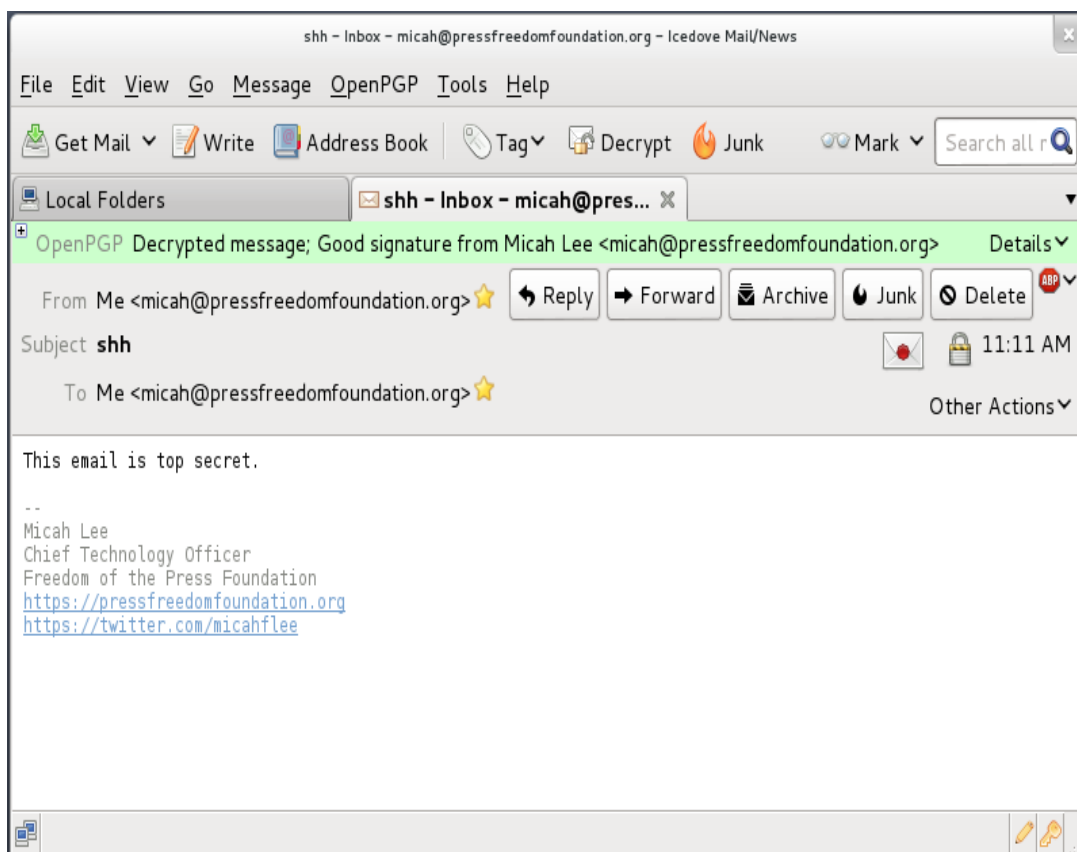 shh – Inbox – micah@pressfreedomfoundation.org – Icedove Mail/News
File Edit View Go Message OpenPGP Tools Help
Get Mail Write Address Book Tag Decrypt Junk Mark Search all
Local Folders shh – Inbox – micah@pres...
OpenPGP Decrypted message; Good signature from Micah Lee <micah@pressfreedomfoundation.org> Details
From Me <micah@pressfreedomfoundation.org> Reply Forward Archive Junk Delete ABP
Subject shh 11:11 AM
To Me <micah@pressfreedomfoundation.org>
Other Actions
This email is top secret.
--
Micah Lee
Chief Technology Officer
Freedom of the Press Foundation
https://pressfreedomfoundation.org
https://twitter.com/micahflee